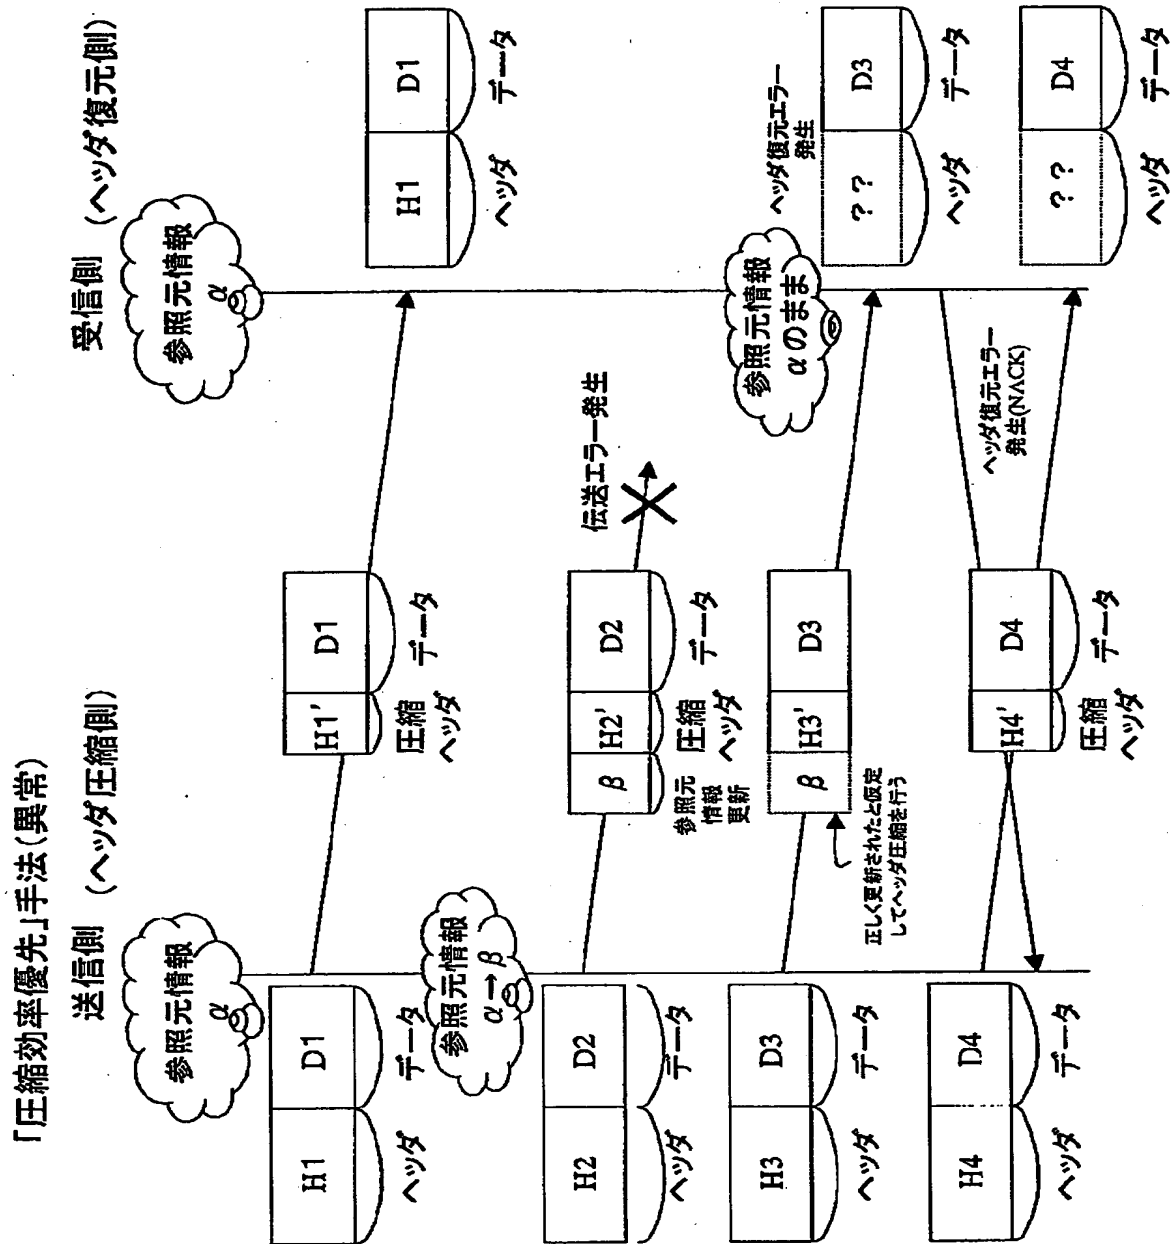 「圧縮効率優先」手法(異常)
送信側
(ヘッダ圧縮側)
受信側
(ヘッダ復元側)
参照元情報
α
参照元情報
α
H1
D1
ヘッダ
データ
H1'
D1
圧縮
ヘッダ
データ
H1
D1
ヘッダ
データ
参照元情報
α→β
H2
D2
ヘッダ
データ
β
H2'
D2
参照元
情報
更新
圧縮
ヘッダ
データ
伝送エラー発生
H3
D3
ヘッダ
データ
β
H3'
D3
正しく更新されたと仮定
してヘッダ圧縮を行う
参照元情報
αのまま
ヘッダ復元エラー
発生
??
D3
ヘッダ
データ
H4
D4
ヘッダ
データ
H4'
D4
圧縮
ヘッダ
データ
ヘッダ復元エラー
発生(NACK)
??
D4
ヘッダ
データ